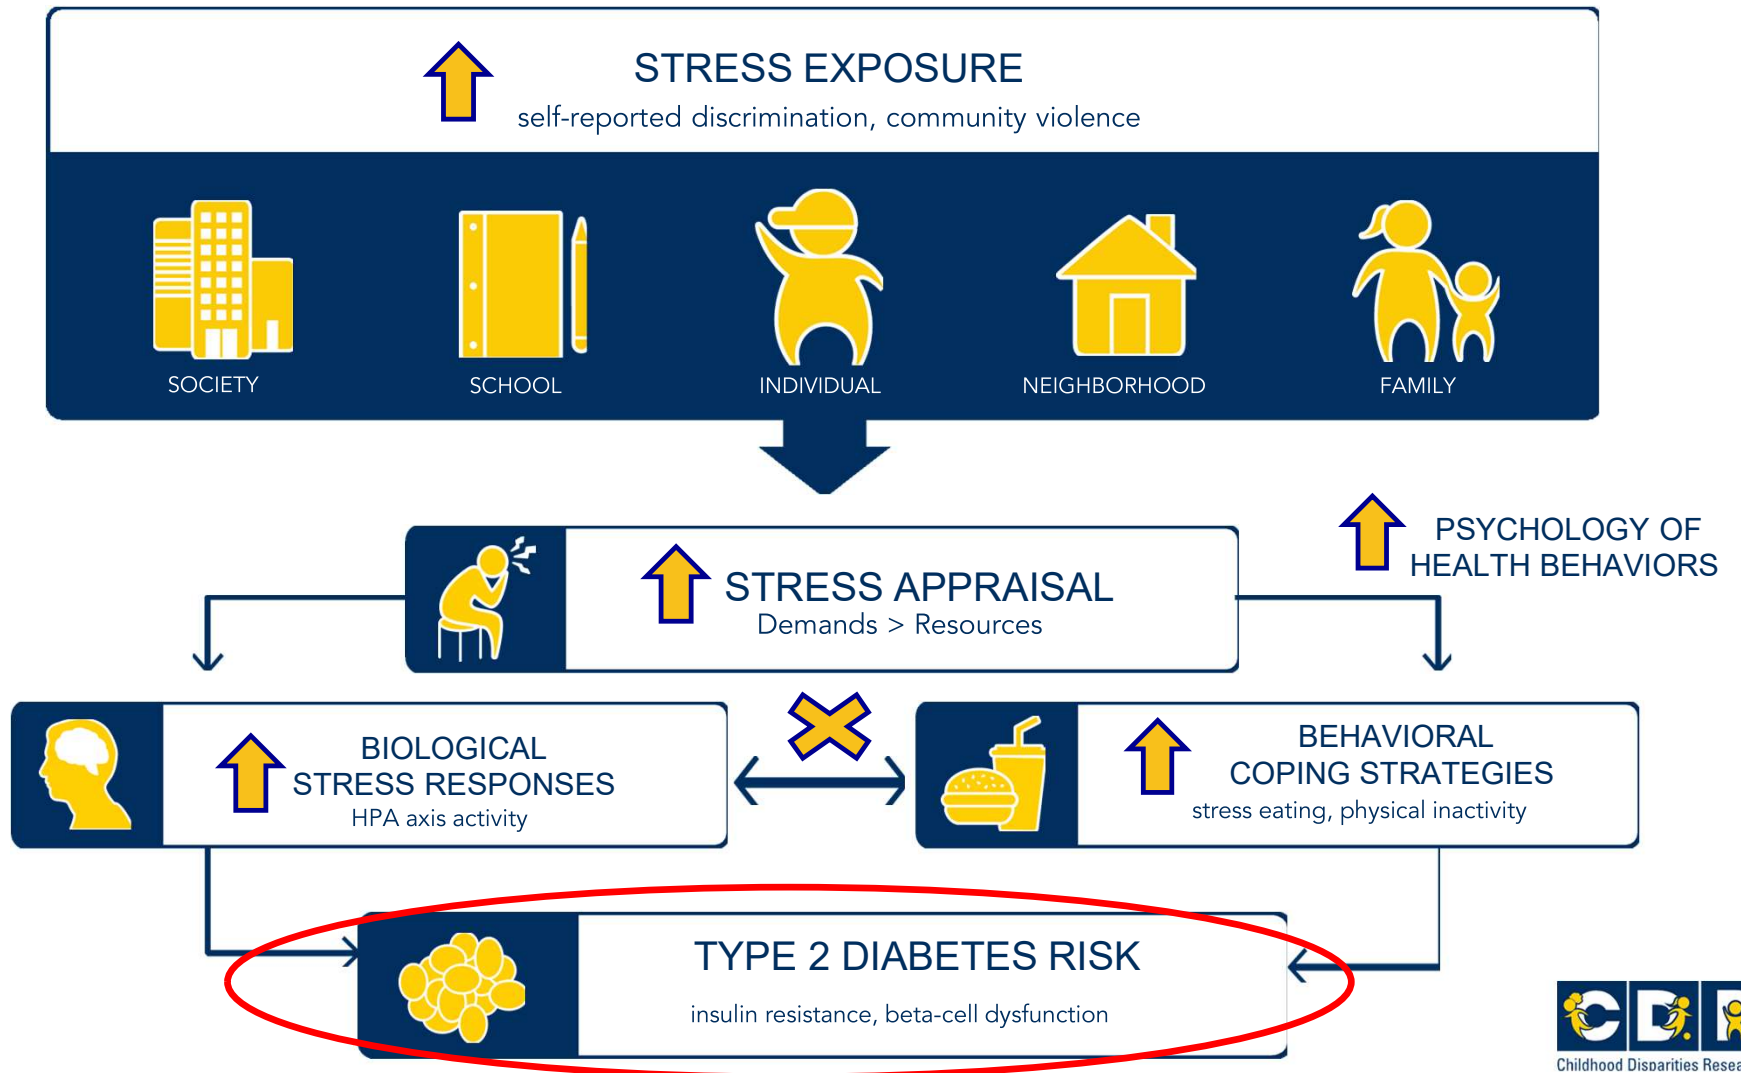 STRESS EXPOSURE
self-reported discrimination, community violence
SOCIETY
SCHOOL
INDIVIDUAL
NEIGHBORHOOD
FAMILY
PSYCHOLOGY OF
HEALTH BEHAVIORS
STRESS APPRAISAL
Demands > Resources
BIOLOGICAL
STRESS RESPONSES
HPA axis activity
BEHAVIORAL
COPING STRATEGIES
stress eating, physical inactivity
TYPE 2 DIABETES RISK
insulin resistance, beta-cell dysfunction
CD
Childhood Disparities